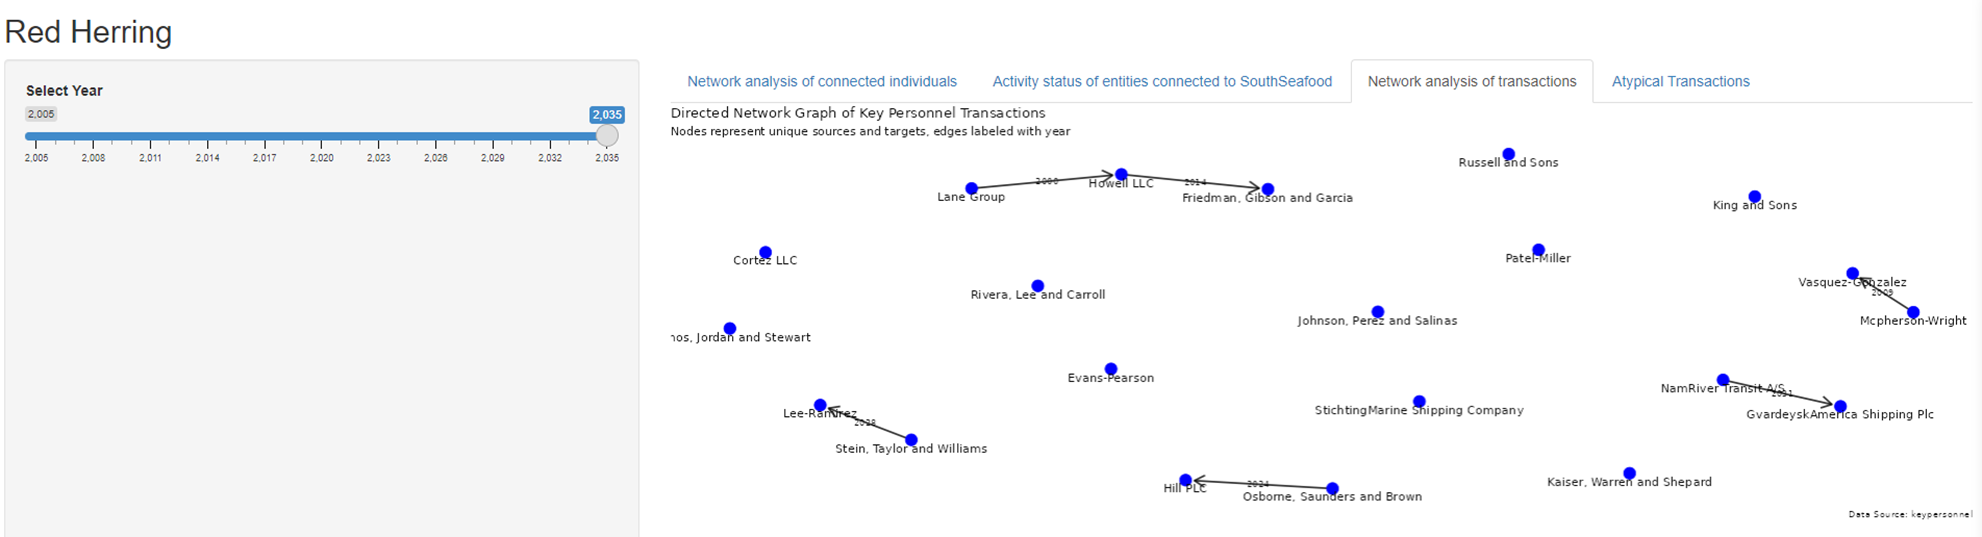 Red Herring
Select Year
2,005
2,035
2,005 2,008 2,011 2,014 2,017 2,020 2,023 2,026 2,029 2,032 2,035
Network analysis of connected individuals Activity status of entities connected to SouthSeafood Network analysis of transactions Atypical Transactions
Directed Network Graph of Key Personnel Transactions
Nodes represent unique sources and targets, edges labeled with year
Russell and Sons
2014
Howell LLC
Lane Group
Friedman, Gibson and Garcia
King and Sons
Cortez LLC
Patel-Miller
Vasquez-Gonzalez
2009
Rivera, Lee and Carroll
Johnson, Perez and Salinas
Mcpherson-Wright
nos, Jordan and Stewart
Evans-Pearson
NamRiver Transit A/S
StichtingMarine Shipping Company
Lee-Ramirez
GvardeyskAmerica Shipping Plc
2028
Stein, Taylor and Williams
Kaiser, Warren and Shepard
2024
Hill PLC
Osborne, Saunders and Brown
Data Source: keypersonnel